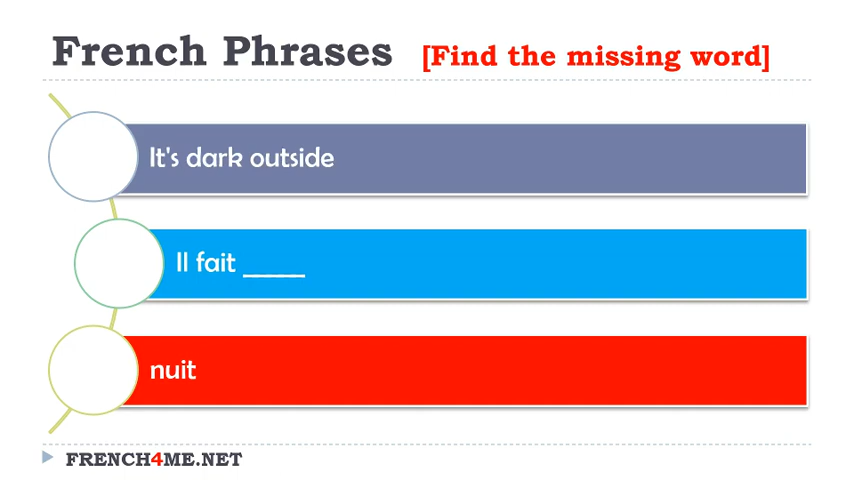 French Phrases [Find the missing word]
It's dark outside
Il fait _____
nuit
FRENCH4ME.NET